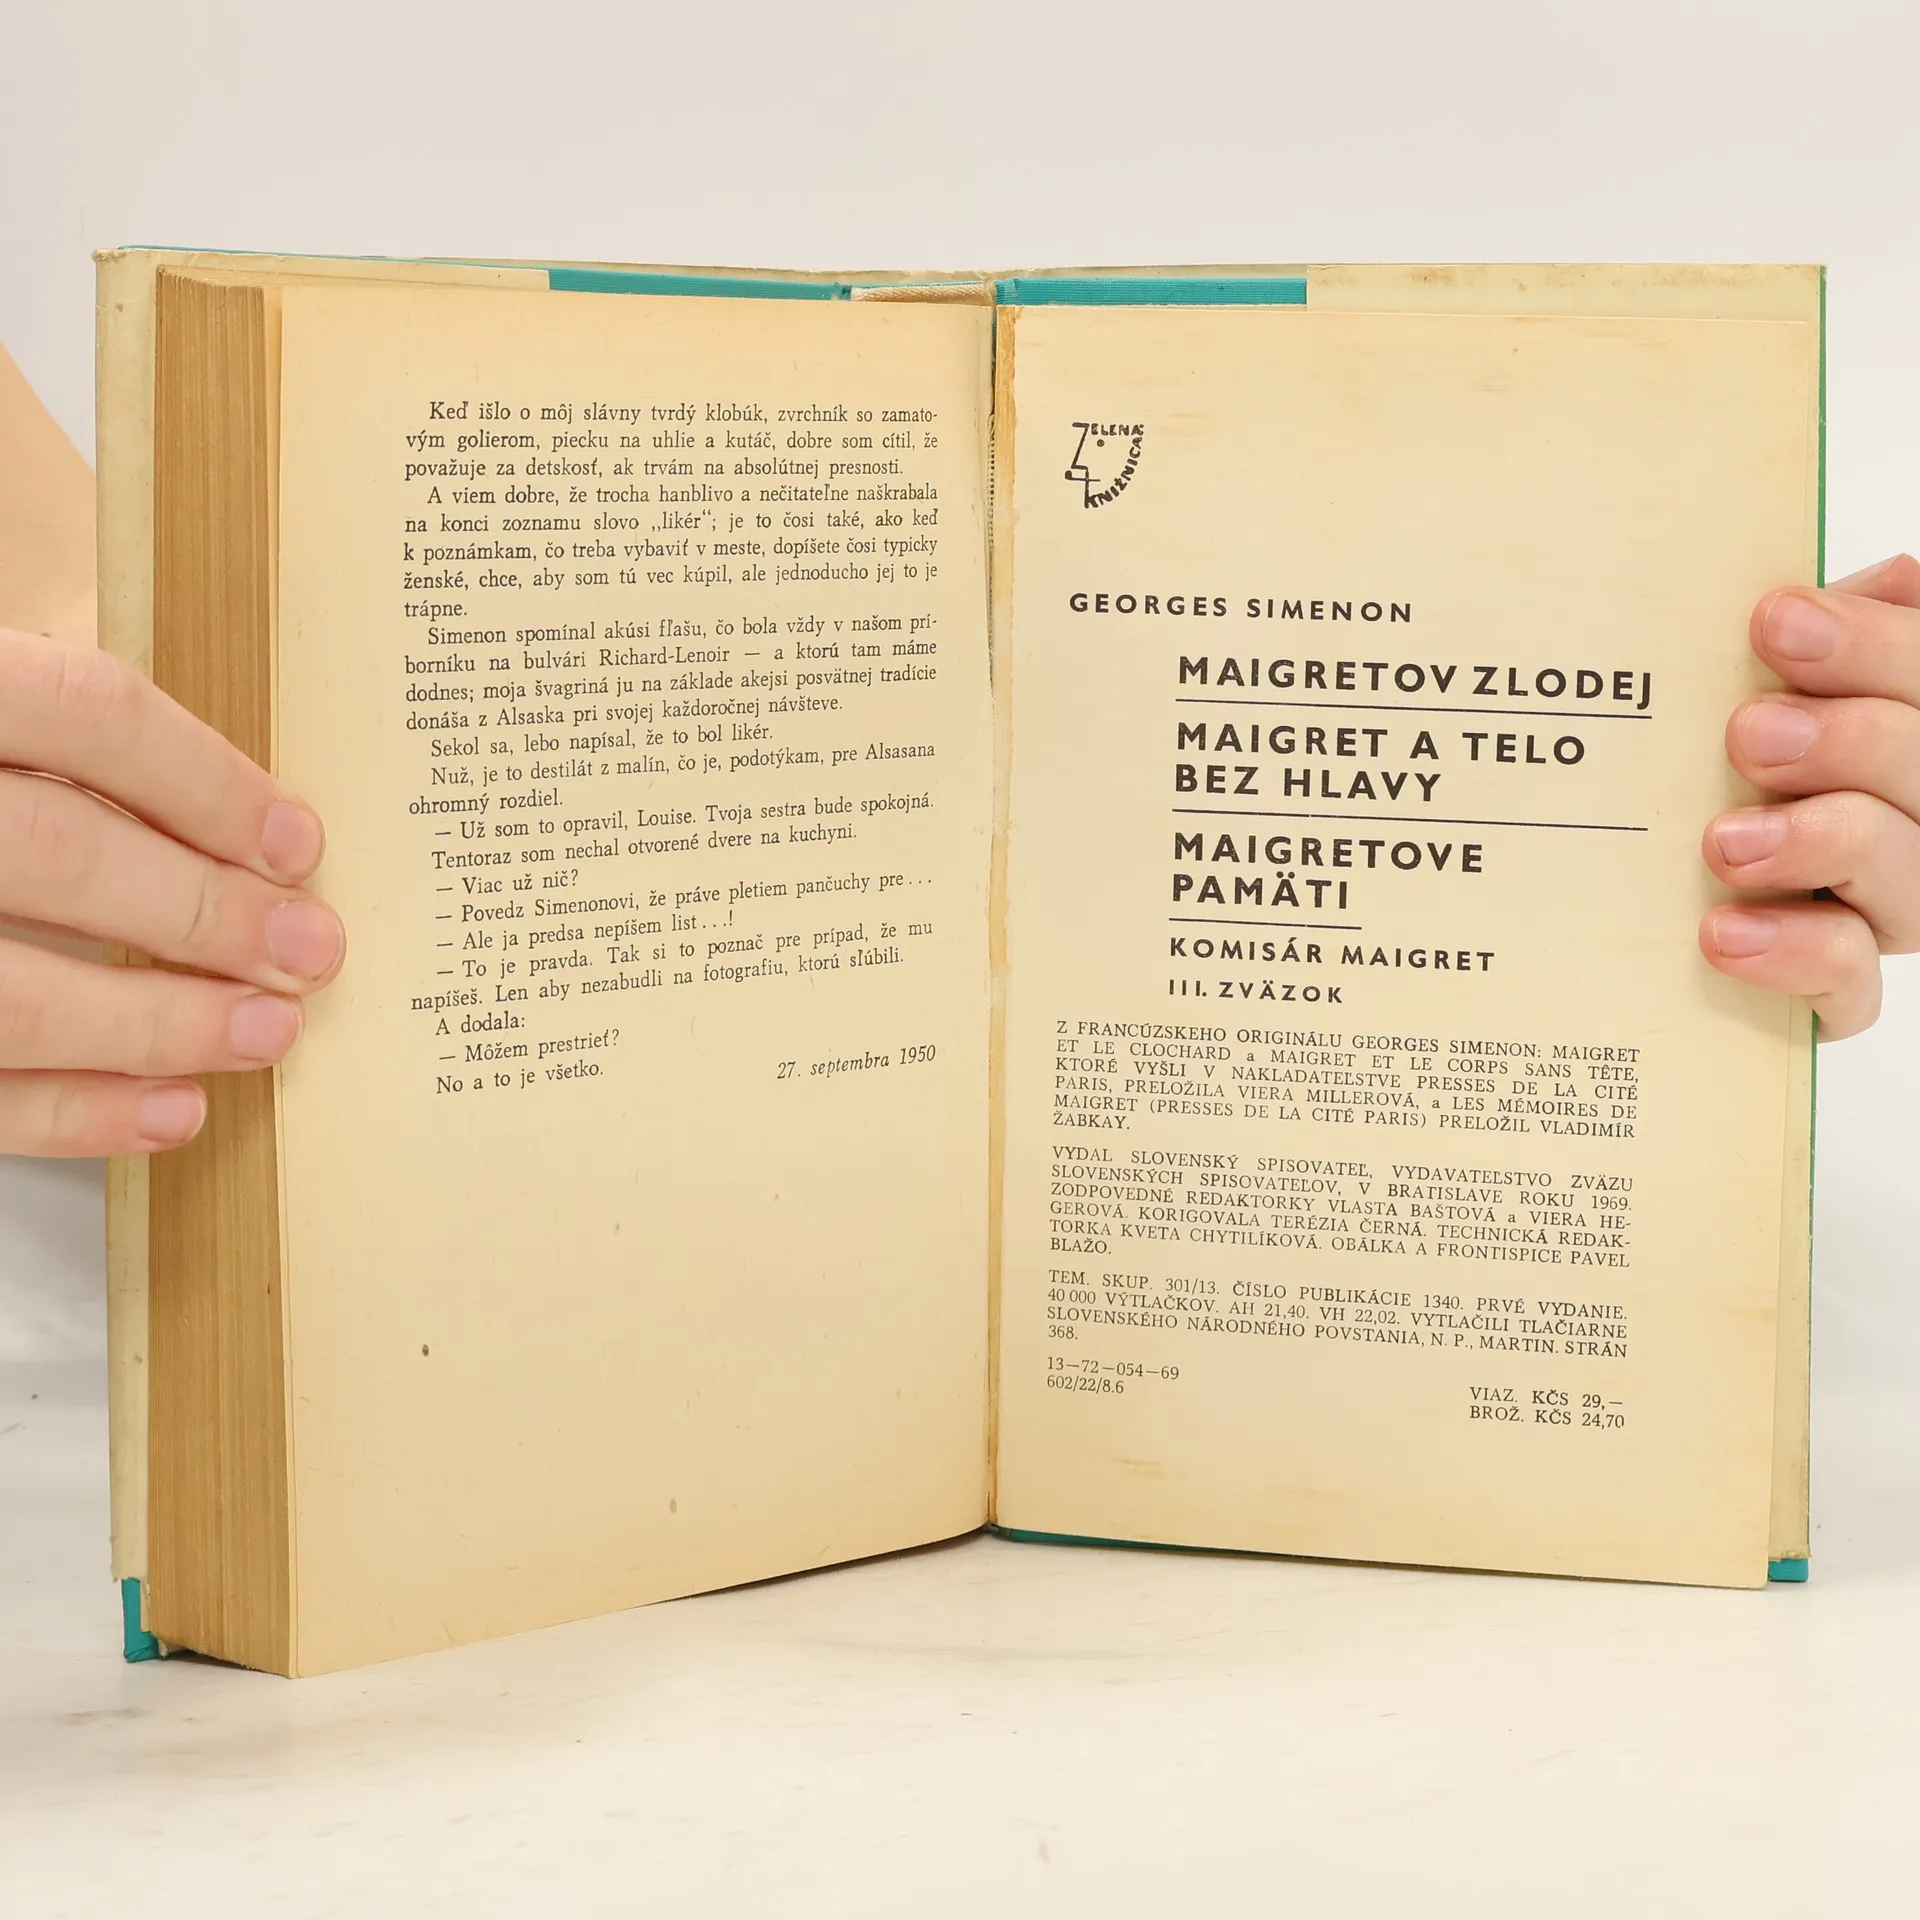 Keď išlo o môj slávny tvrdý klobúk, zvrchník so zamato-
vým golierom, piecku na uhlie a kutáč, dobre som cítil, že
považuje za detskosť, ak trvám na absolútnej presnosti.
A viem dobre, že trocha hanblivo a nečitateľne naškrabala
na konci zoznamu slovo „likér“; je to čosi také, ako keď
k poznámkam, čo treba vybaviť v meste, dopíšete čosi typicky
ženské, chce, aby som tú vec kúpil, ale jednoducho jej to je
trápne.
Simenon spomínal akúsi fľašu, čo bola vždy v našom prí-
borníku na bulvári Richard-Lenoir — a ktorú tam máme
dodnes; moja švagriná ju na základe akejsi posvätnej tradície
donáša z Alsaska pri svojej každoročnej návšteve.
Sekol sa, lebo napísal, že to bol likér.
Nuž, je to destilát z malín, čo je, podotýkam, pre Alsasana
ohromný rozdiel.
— Už som to opravil, Louise. Tvoja sestra bude spokojná.
Tentoraz som nechal otvorené dvere na kuchyni.
— Viac už nič?
— Povedz Simenonovi, že práve pletiem pančuchy pre...
— Ale ja predsa nepíšem list...!
— To je pravda. Tak si to poznač pre prípad, že mu
napíšeš. Len aby nezabudli na fotografiu, ktorú sľúbili.
A dodala:
— Môžem prestrieť?
No a to je všetko.
27. septembra 1950
ZELENÁ
KNIŽNICA
GEORGES SIMENON
MAIGRETOV ZLODEJ
MAIGRET A TELO
BEZ HLAVY
MAIGRETOVE
PAMÄTI
KOMISÁR MAIGRET
III. ZVÄZOK
Z FRANCÚZSKEHO ORIGINÁLU GEORGES SIMENON: MAIGRET
ET LE CLOCHARD a MAIGRET ET LE CORPS SANS TÊTE,
KTORÉ VYŠLI V NAKLADATEĽSTVE PRESSES DE LA CITÉ
PARIS, PRELOŽILA VIERA MILLEROVÁ, a LES MÉMOIRES DE
MAIGRET (PRESSES DE LA CITÉ PARIS) PRELOŽIL VLADIMÍR
ŽABKAY.
VYDAL SLOVENSKÝ SPISOVATEĽ, VYDAVATEĽSTVO ZVÄZU
SLOVENSKÝCH SPISOVATEĽOV, V BRATISLAVE ROKU 1969.
ZODPOVEDNÉ REDAKTORKY VLASTA BAŠTOVÁ a VIERA HE-
GEROVÁ. KORIGOVALA TERÉZIA ČERNÁ. TECHNICKÁ REDAK-
TORKA KVETA CHYTILÍKOVÁ. OBÁLKA A FRONTISPICE PAVEL
BLAŽO.
TEM. SKUP. 301/13. ČÍSLO PUBLIKÁCIE 1340. PRVÉ VYDANIE.
40 000 VÝTLAČKOV. AH 21,40. VH 22,02. VYTLAČILI TLAČIARNE
SLOVENSKÉHO NÁRODNÉHO POVSTANIA, N. P., MARTIN. STRÁN
368.
13—72—054—69
602/22/8.6
VIAZ. KČS 29,—
BROŽ. KČS 24,70